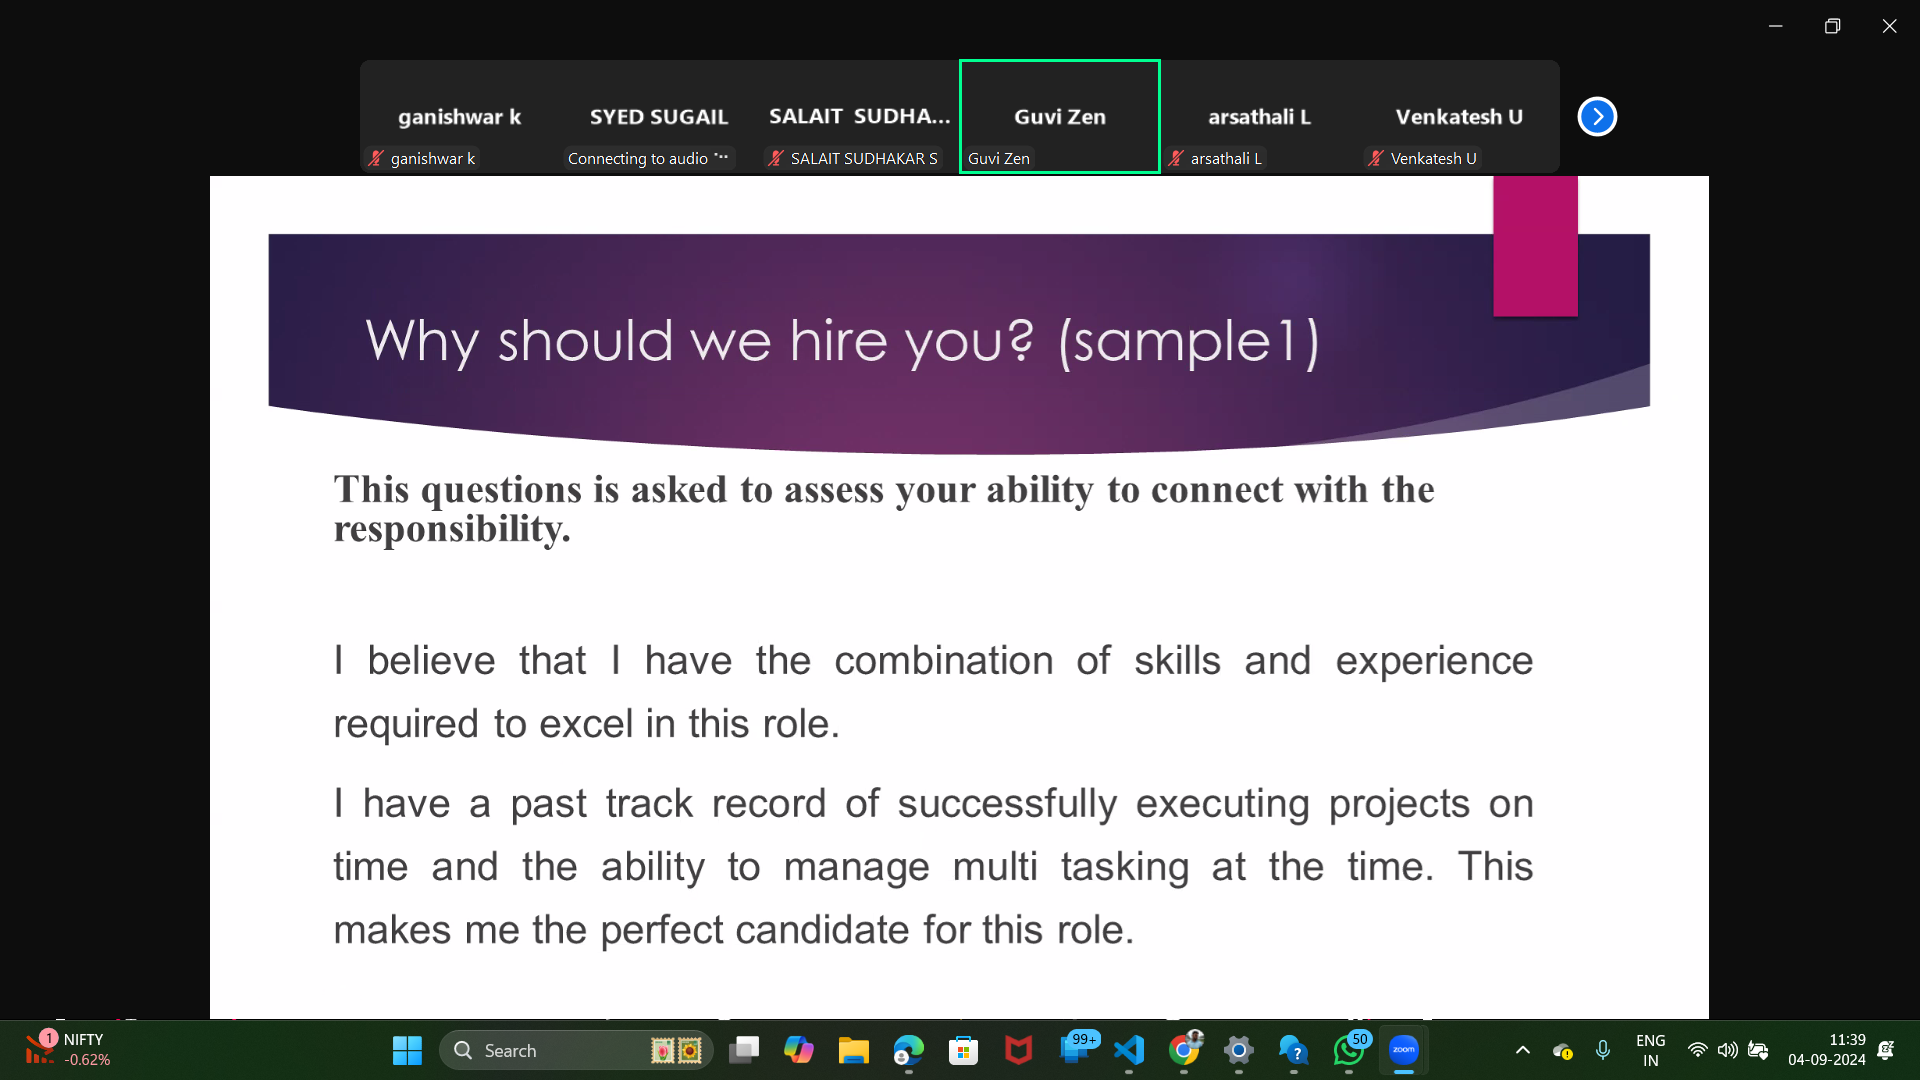 ganishwar k
SYED SUGAIL
SALAIT SUDHA...
Guvi Zen
arsathali L
Venkatesh U
ganishwar k
Connecting to audio
SALAIT SUDHAKAR S
Guvi Zen
arsathali L
Venkatesh U
Why should we hire you? (sample1)
This questions is asked to assess your ability to connect with the
responsibility.
I believe that I have the combination of skills and experience
required to excel in this role.
I have a past track record of successfully executing projects on
time and the ability to manage multi tasking at the time. This
makes me the perfect candidate for this role.
1
NIFTY
-0.62%
Search
99+
50
zoom
ENG
IN
11:39
04-09-2024